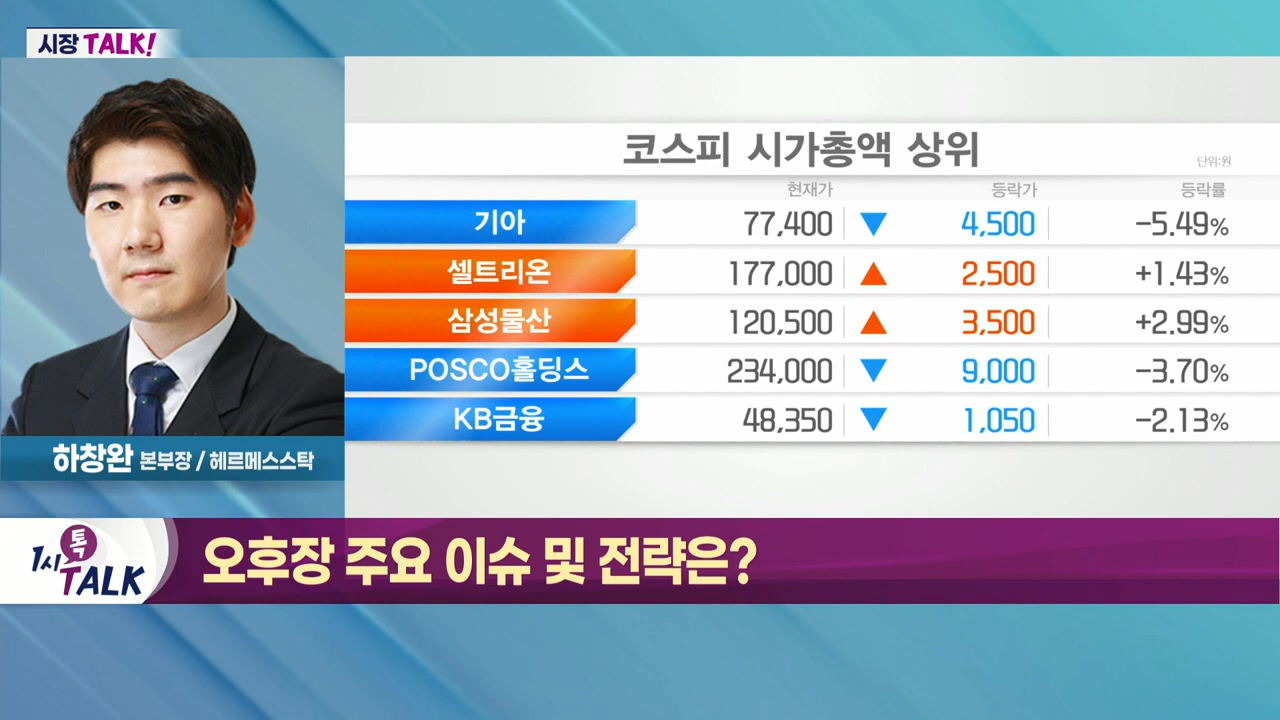 시장 TALK!
코스피 시가총액 상위
단위:원
현재가 등락가 등락률
기아 77,400 ▼ 4,500 -5.49%
셀트리온 177,000 ▲ 2,500 +1.43%
삼성물산 120,500 ▲ 3,500 +2.99%
POSCO홀딩스 234,000 ▼ 9,000 -3.70%
KB금융 48,350 ▼ 1,050 -2.13%
하창완 본부장 / 헤르메스스탁
1시 톡 TALK
오후장 주요 이슈 및 전략은?